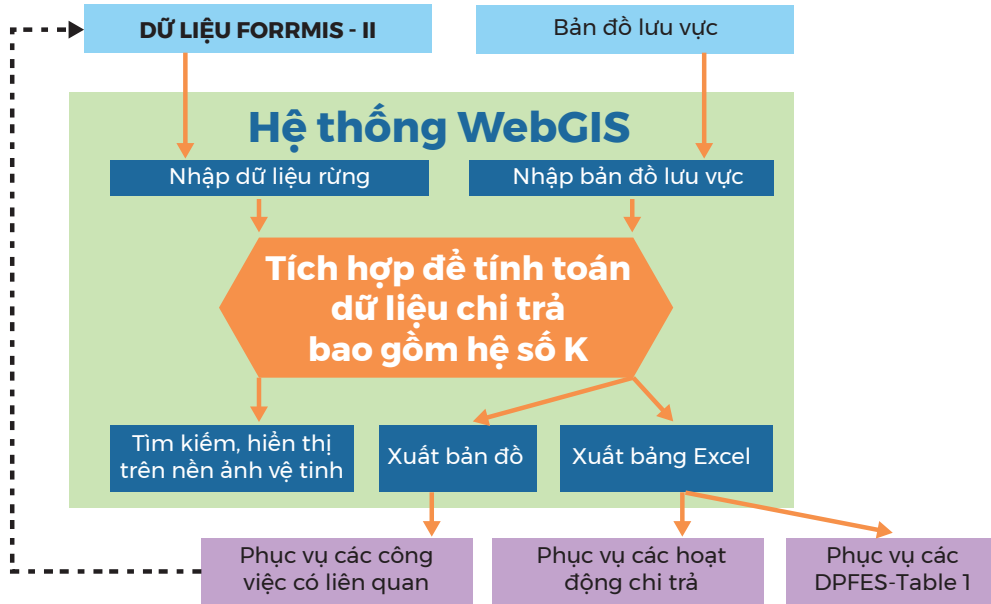 DỮ LIỆU FORRMIS - II
Bản đồ lưu vực
Hệ thống WebGIS
Nhập dữ liệu rừng
Nhập bản đồ lưu vực
Tích hợp để tính toán
dữ liệu chi trả
bao gồm hệ số K
Tìm kiếm, hiển thị
trên nền ảnh vệ tinh
Xuất bản đồ
Xuất bảng Excel
Phục vụ các công
việc có liên quan
Phục vụ các hoạt
động chi trả
Phục vụ các
DPFES-Table 1